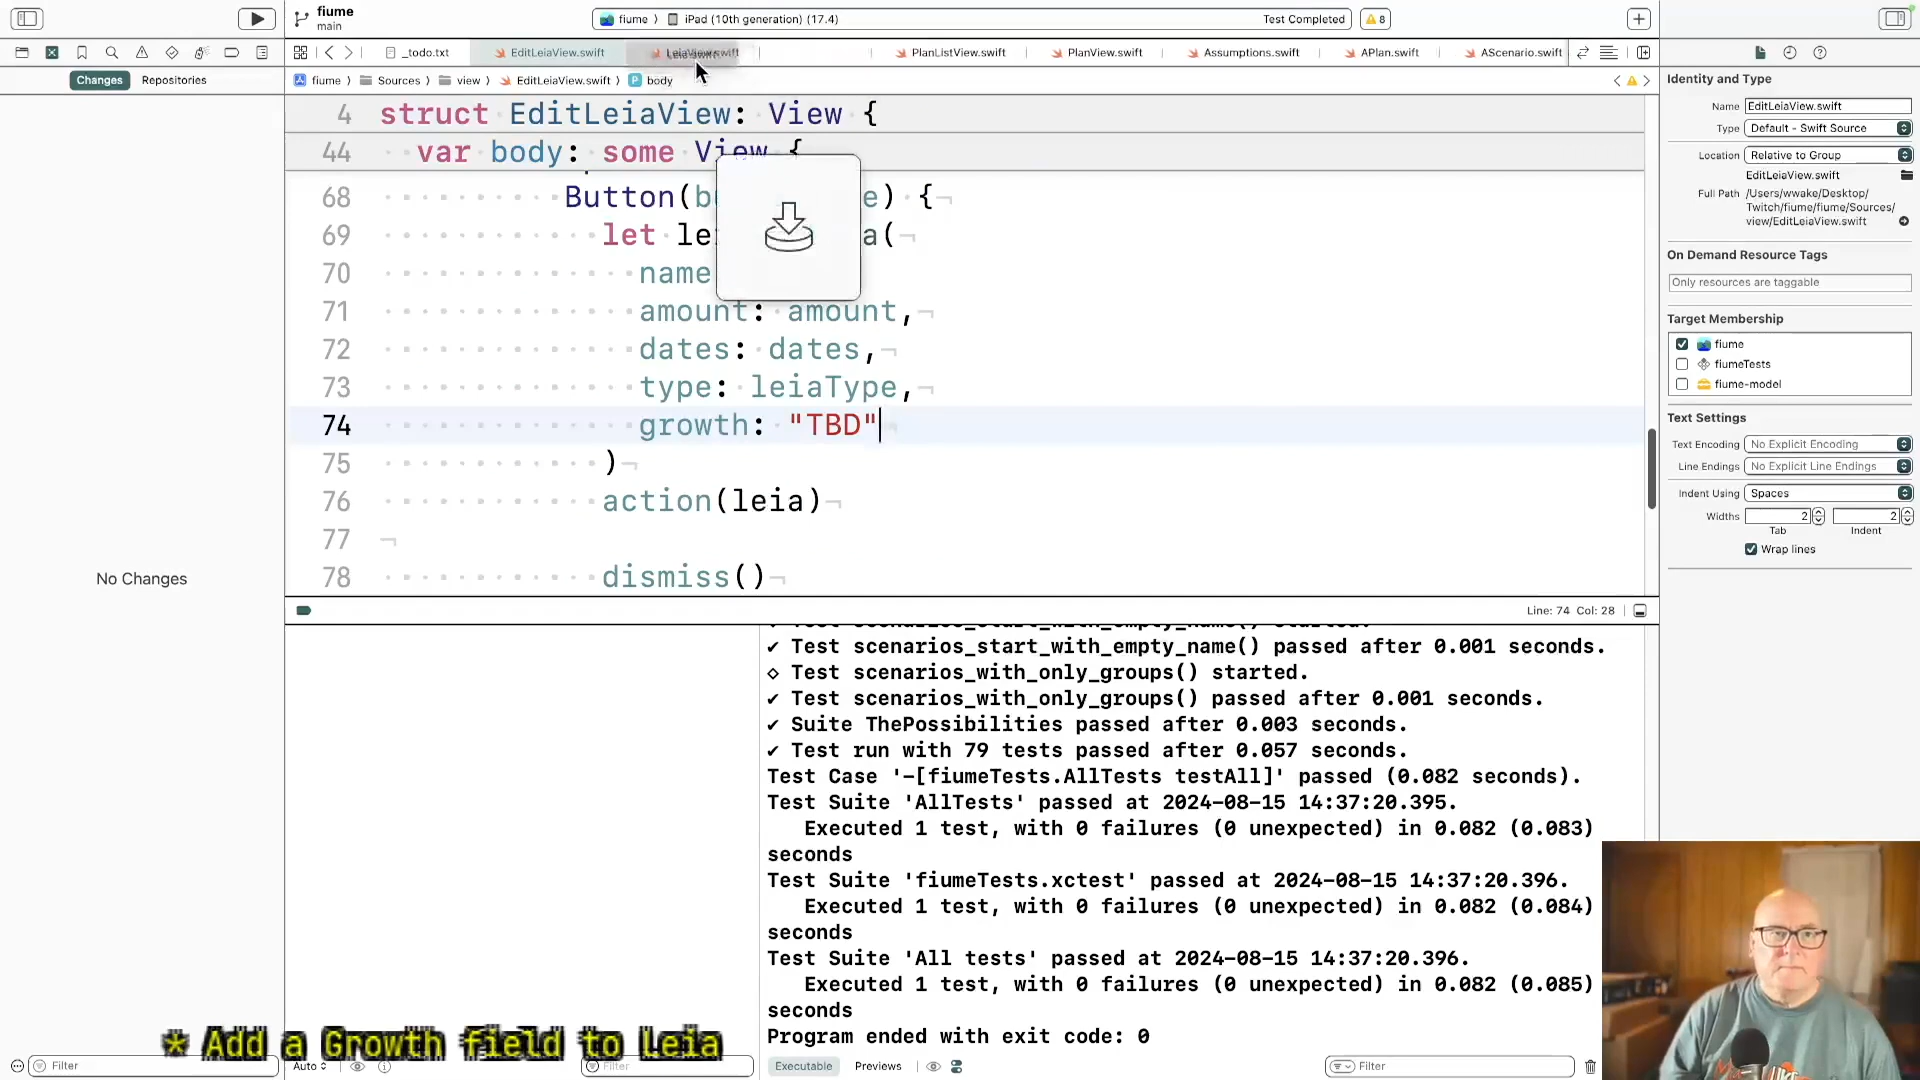 fiume
main
fiume 〉 iPad (10th generation) (17.4)
Test Completed
8
_todo.txt
EditLeiaView.swift
LeiaView.swift
PlanListView.swift
PlanView.swift
Assumptions.swift
APlan.swift
AScenario.swift
Changes
Repositories
fiume 〉 Sources 〉 view 〉 EditLeiaView.swift 〉 P body
4 struct EditLeiaView: View {
44 var body: some View {
68 Button(bu e) {
69 let le a(
70 name
71 amount: amount,
72 dates: dates,
73 type: leiaType,
74 growth: "TBD"
75 )
76 action(leia)
77
78 dismiss()
No Changes
Line: 74 Col: 28
✔ Test scenarios_start_with_empty_name() passed after 0.001 seconds.
◇ Test scenarios_with_only_groups() started.
✔ Test scenarios_with_only_groups() passed after 0.001 seconds.
✔ Suite ThePossibilities passed after 0.003 seconds.
✔ Test run with 79 tests passed after 0.057 seconds.
Test Case '-[fiumeTests.AllTests testAll]' passed (0.082 seconds).
Test Suite 'AllTests' passed at 2024-08-15 14:37:20.395.
Executed 1 test, with 0 failures (0 unexpected) in 0.082 (0.083)
seconds
Test Suite 'fiumeTests.xctest' passed at 2024-08-15 14:37:20.396.
Executed 1 test, with 0 failures (0 unexpected) in 0.082 (0.084)
seconds
Test Suite 'All tests' passed at 2024-08-15 14:37:20.396.
Executed 1 test, with 0 failures (0 unexpected) in 0.082 (0.085)
seconds
Program ended with exit code: 0
* Add a Growth field to Leia
Filter
Auto
Filter
Executable
Previews
Filter
Identity and Type
Name EditLeiaView.swift
Type Default - Swift Source
Location Relative to Group
EditLeiaView.swift
Full Path /Users/wwake/Desktop/
Twitch/fiume/fiume/Sources/
view/EditLeiaView.swift
On Demand Resource Tags
Only resources are taggable
Target Membership
fiume
fiumeTests
fiume-model
Text Settings
Text Encoding No Explicit Encoding
Line Endings No Explicit Line Endings
Indent Using Spaces
Widths 2 2
Tab Indent
Wrap lines